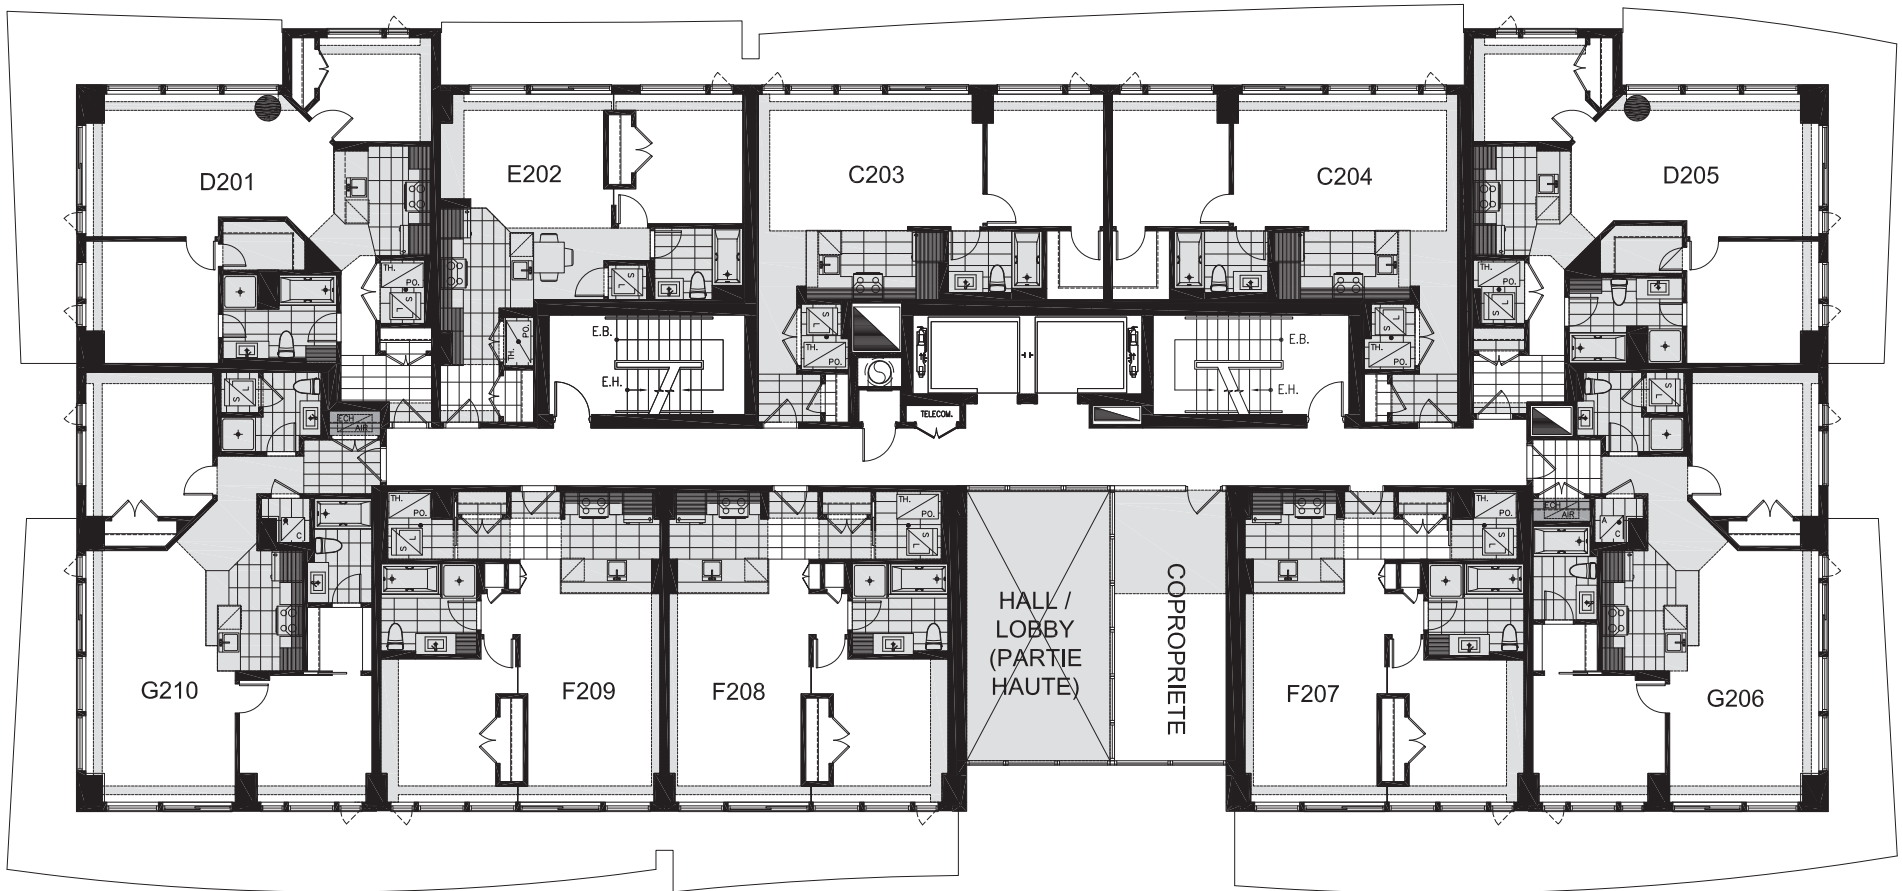 D201
E202
C203
C204
D205
TH.
PO.
S
L
S
L
TH.
PO.
S
L
TH.
PO.
E.B.
E.H.
E.B.
E.H.
S
L
TH.
PO.
TH.
PO.
S
L
TELECOM.
S
L
ECH
AIR
S
L
ECH
AIR
A
C
C
TH.
PO.
S
L
TH.
PO.
S
L
TH.
PO.
S
L
HALL /
LOBBY
(PARTIE
HAUTE)
COPROPRIETE
G210
F209
F208
F207
G206